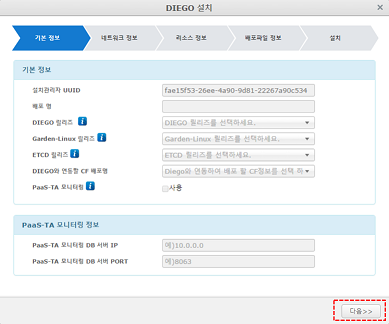 DIEGO 설치
기본 정보 네트워크 정보 리소스 정보 배포파일 정보 설치
기본 정보
설치관리자 UUID fae15f53-26ee-4a90-9d81-22267a90c534
배포 명
DIEGO 릴리즈 DIEGO 릴리즈를 선택하세요.
Garden-Linux 릴리즈 Garden-Linux 릴리즈를 선택하세요.
ETCD 릴리즈 ETCD 릴리즈를 선택하세요.
DIEGO와 연동할 CF 배포명 Diego와 연동하여 배포 할 CF정보를 선택 하
PaaS-TA 모니터링 사용
PaaS-TA 모니터링 정보
PaaS-TA 모니터링 DB 서버 IP 예)10.0.0.0
PaaS-TA 모니터링 DB 서버 PORT 예)8063
다음>>